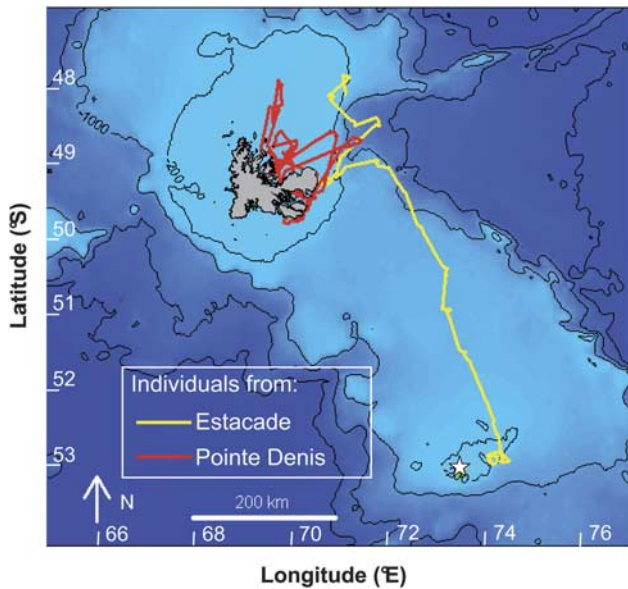 48
-1000
-200
49
50
51
52
53
Latitude (°S)
Individuals from:
Estacade
Pointe Denis
N
200 km
66
68
70
72
74
76
Longitude (°E)